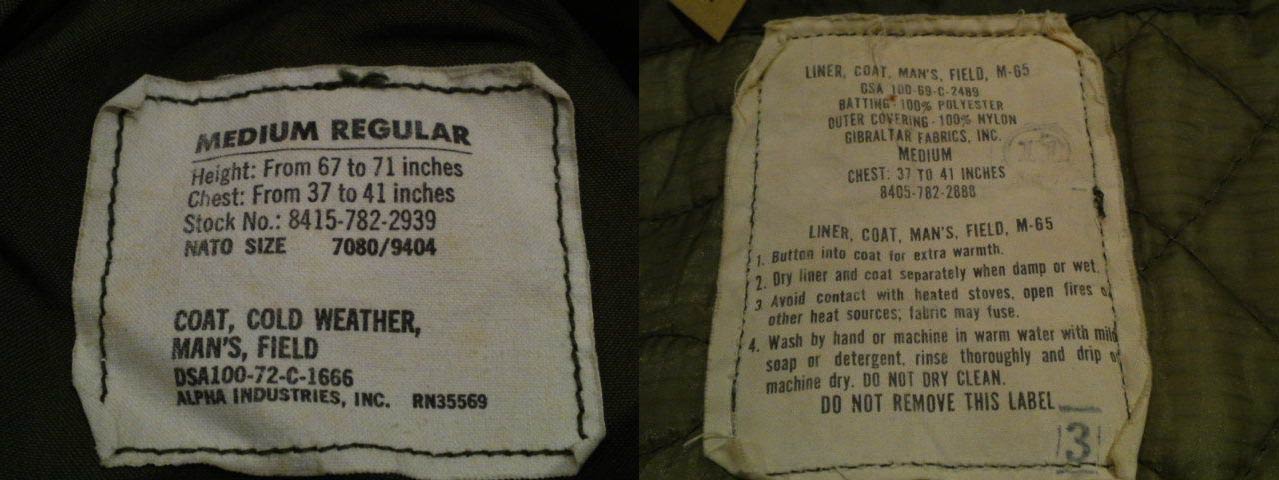 MEDIUM REGULAR
Height: From 67 to 71 inches
Chest: From 37 to 41 inches
Stock No.: 8415-782-2939
NATO SIZE 7080/9404
COAT, COLD WEATHER,
MAN'S, FIELD
DSA100-72-C-1666
ALPHA INDUSTRIES, INC. RN35569
LINER, COAT, MAN'S, FIELD, M-65
DSA 100-69-C-2489
BATTING- 100% POLYESTER
OUTER COVERING- 100% NYLON
GIBRALTAR FABRICS, INC.
MEDIUM
17
CHEST: 37 TO 41 INCHES
8405-782-2888
LINER, COAT, MAN'S, FIELD, M-65
1. Button into coat for extra warmth.
2. Dry liner and coat separately when damp or wet.
3. Avoid contact with heated stoves, open fires o
other heat sources; fabric may fuse.
4. Wash by hand or machine in warm water with mild
soap or detergent, rinse thoroughly and drip o
machine dry. DO NOT DRY CLEAN.
DO NOT REMOVE THIS LABEL
3